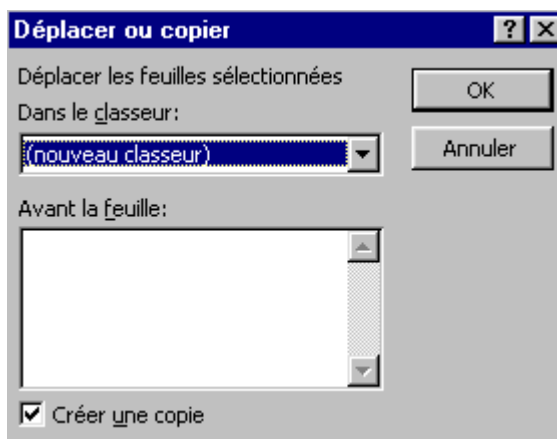 Déplacer ou copier
Déplacer les feuilles sélectionnées
Dans le classeur:
(nouveau classeur)
Avant la feuille:
Créer une copie
OK
Annuler